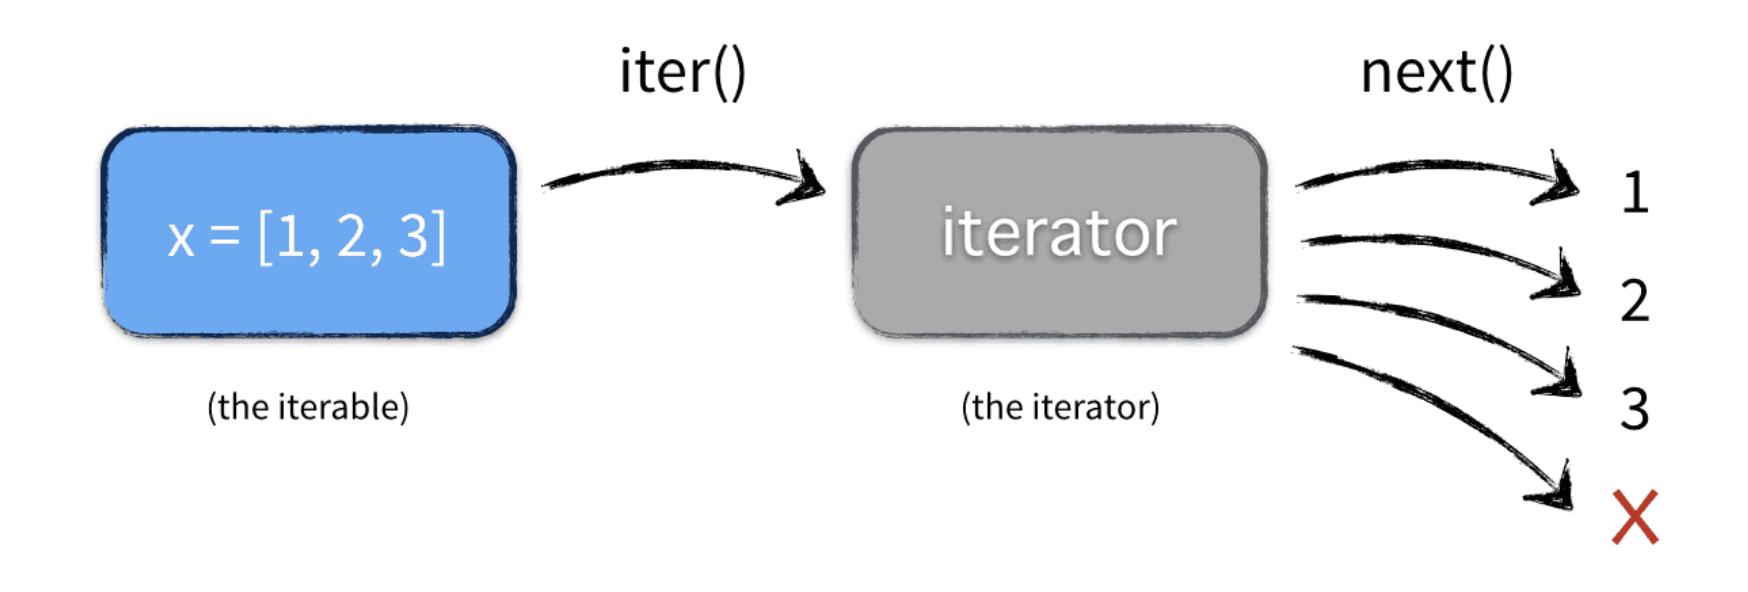 iter()
next()
x = [1, 2, 3]
iterator
1
2
3
X
(the iterable)
(the iterator)